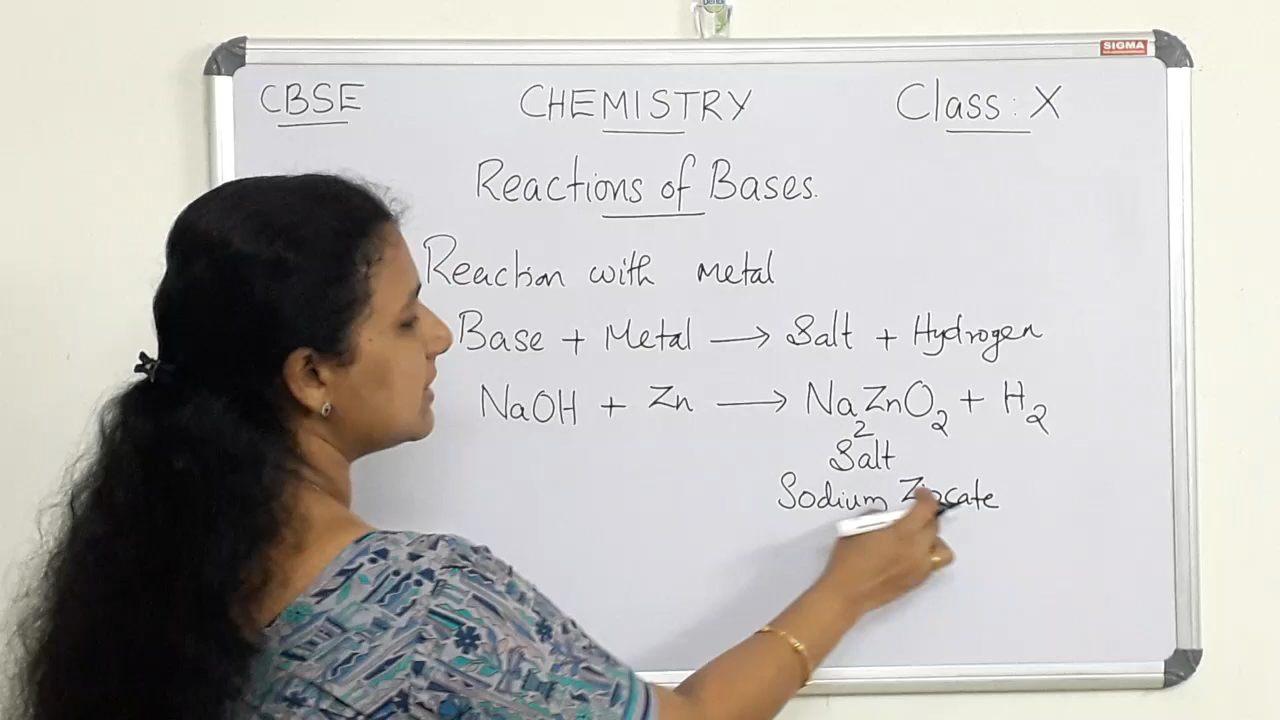 SIGMA
CBSE CHEMISTRY Class: X
Reactions of Bases.
Reaction with metal
Base + Metal → Salt + Hydrogen
NaOH + Zn → Na₂ZnO₂ + H₂
Salt
Sodium Zincate